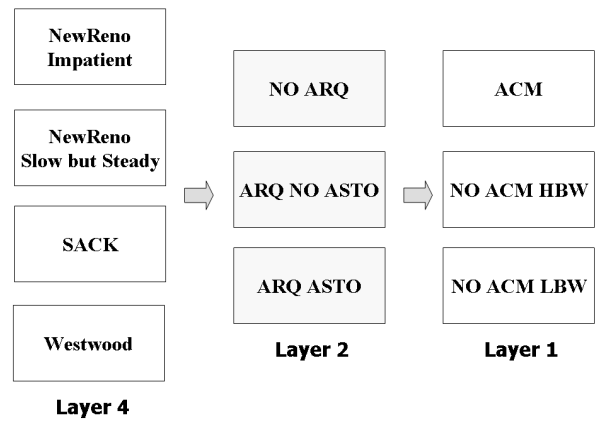 NewReno
Impatient
NewReno
Slow but Steady
SACK
Westwood
Layer 4
NO ARQ
ARQ NO ASTO
ARQ ASTO
Layer 2
ACM
NO ACM HBW
NO ACM LBW
Layer 1